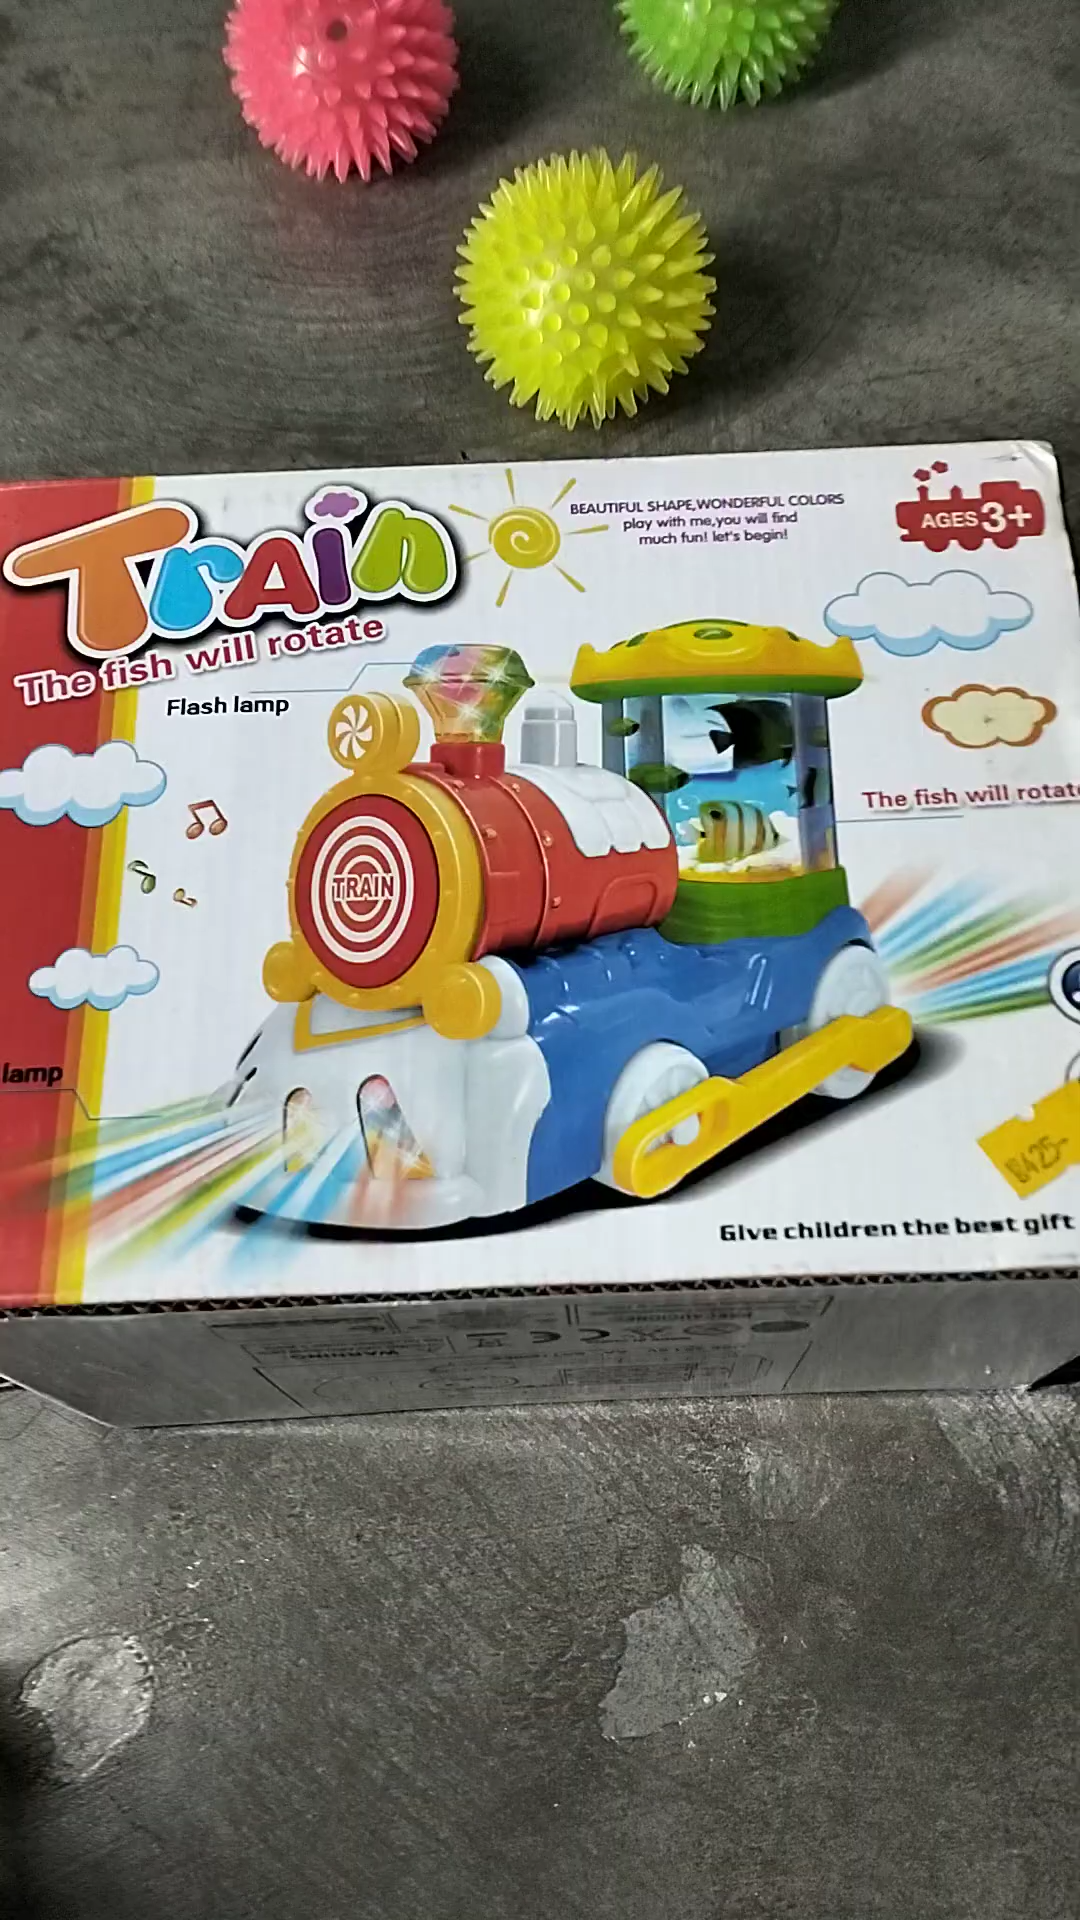 Train
The fish will rotate
BEAUTIFUL SHAPE,WONDERFUL COLORS
play with me,you will find
much fun! let's begin!
AGES 3+
Flash lamp
The fish will rotate
TRAIN
lamp
Give children the best gift
WARNING